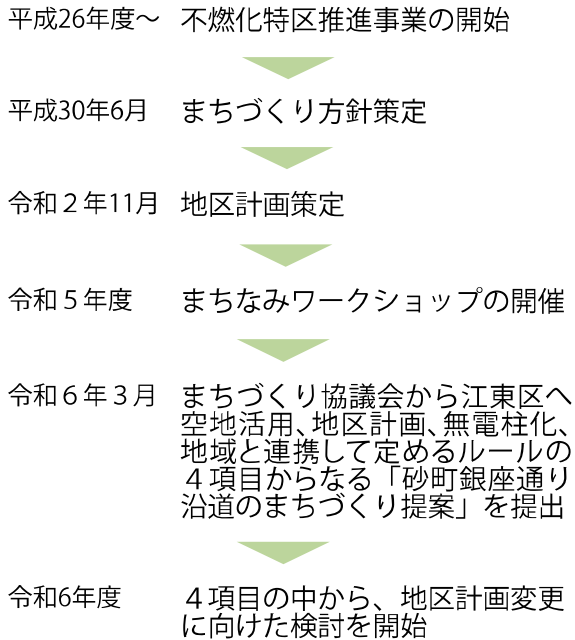 平成26年度～ 不燃化特区推進事業の開始
平成30年6月 まちづくり方針策定
令和２年11月 地区計画策定
令和５年度 まちなみワークショップの開催
令和６年３月 まちづくり協議会から江東区へ
空地活用、地区計画、無電柱化、
地域と連携して定めるルールの
４項目からなる「砂町銀座通り
沿道のまちづくり提案」を提出
令和6年度 ４項目の中から、地区計画変更
に向けた検討を開始